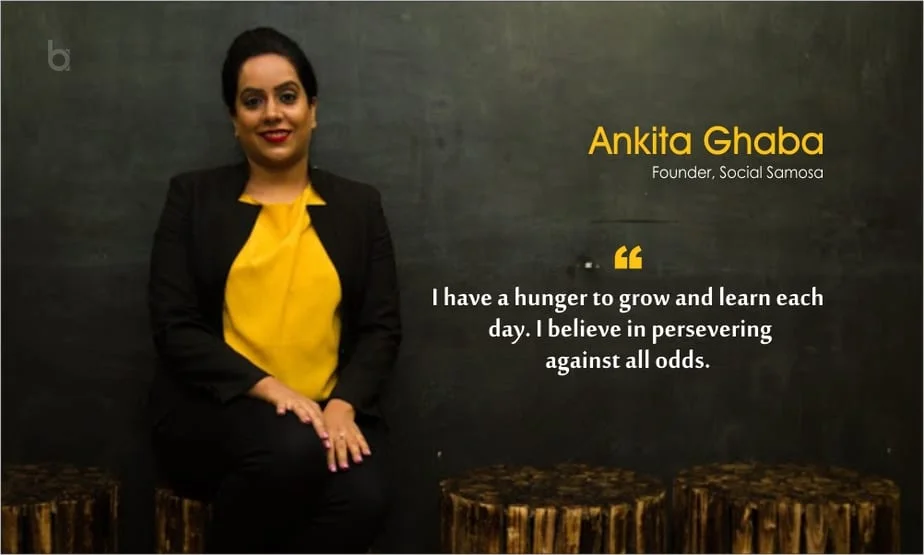 b
Ankita Ghaba
Founder, Social Samosa
“
I have a hunger to grow and learn each
day. I believe in persevering
against all odds.